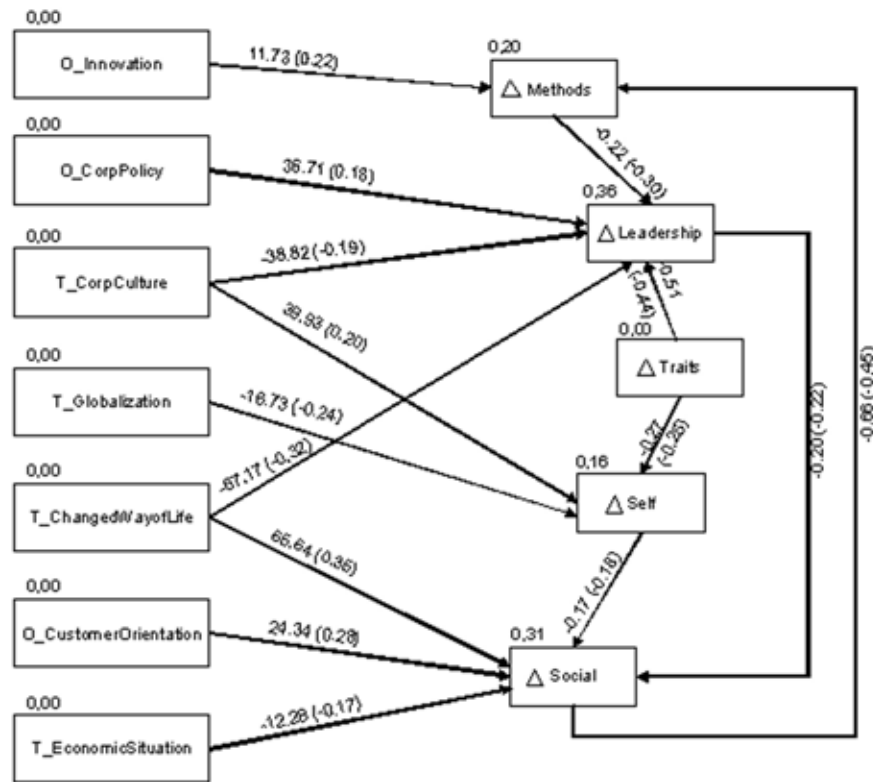 0,00
O_Innovation
11.73 (0.22)
0,20
△ Methods
0,00
O_CorpPolicy
36.71 (0.18)
-0.22 (-0.30)
0,36
△ Leadership
0,00
T_CorpCulture
-38.82 (-0.19)
39.93 (0.20)
-0.51
(-0.44)
0,00
△ Traits
0,00
T_Globalization
-16.73 (-0.24)
-0.20 (-0.22)
-0.66 (-0.46)
-0.27
(-0.25)
0,16
△ Self
0,00
T_ChangedWayofLife
-67.17 (-0.32)
65.64 (0.35)
-0.17 (-0.18)
0,00
O_CustomerOrientation
24.34 (0.28)
0,31
△ Social
0,00
T_EconomicSituation
-12.28 (-0.17)